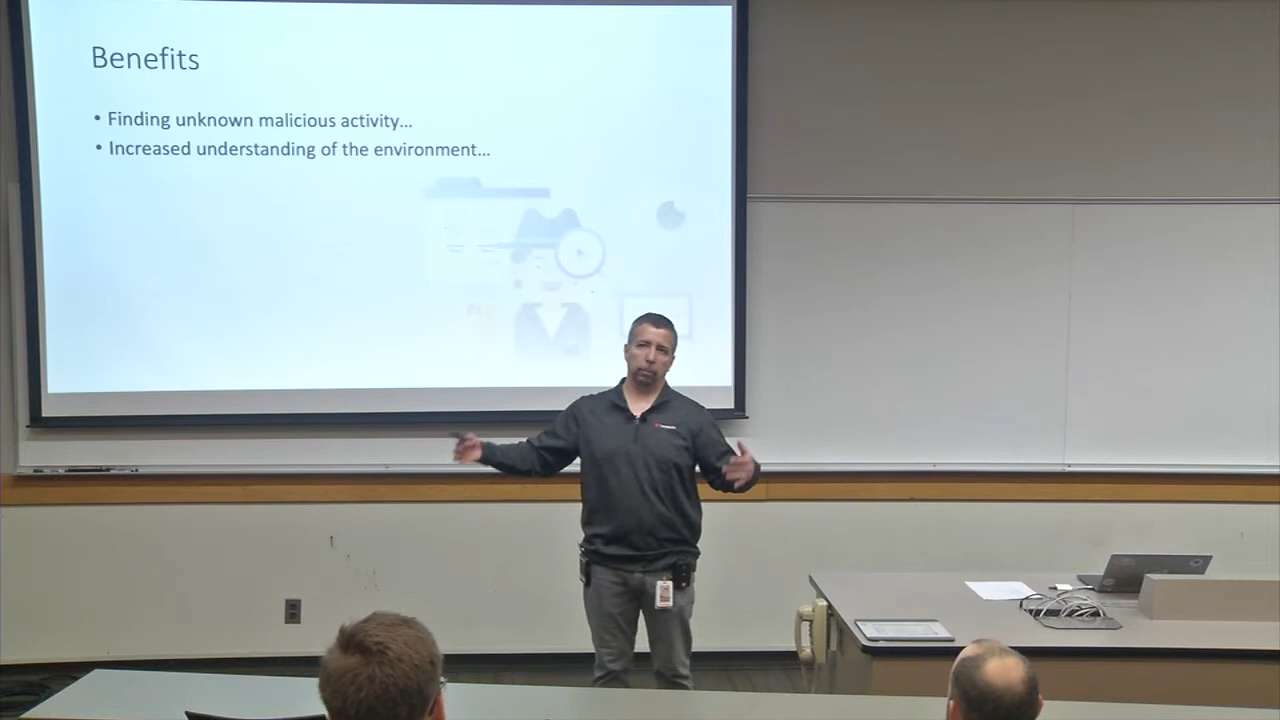 Benefits
• Finding unknown malicious activity...
• Increased understanding of the environment...